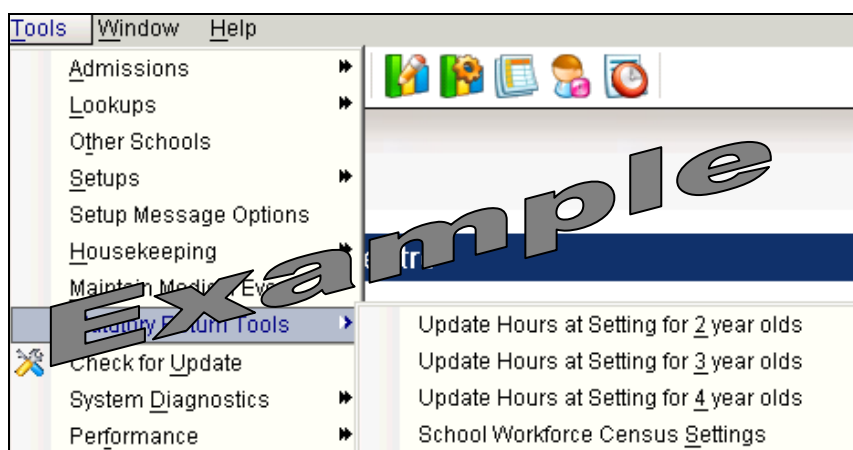 Tools Window Help
Admissions
Lookups
Other Schools
Setups
Setup Message Options
Housekeeping
Maintain
Tools
Check for Update
System Diagnostics
Performance
Update Hours at Setting for 2 year olds
Update Hours at Setting for 3 year olds
Update Hours at Setting for 4 year olds
School Workforce Census Settings
Example